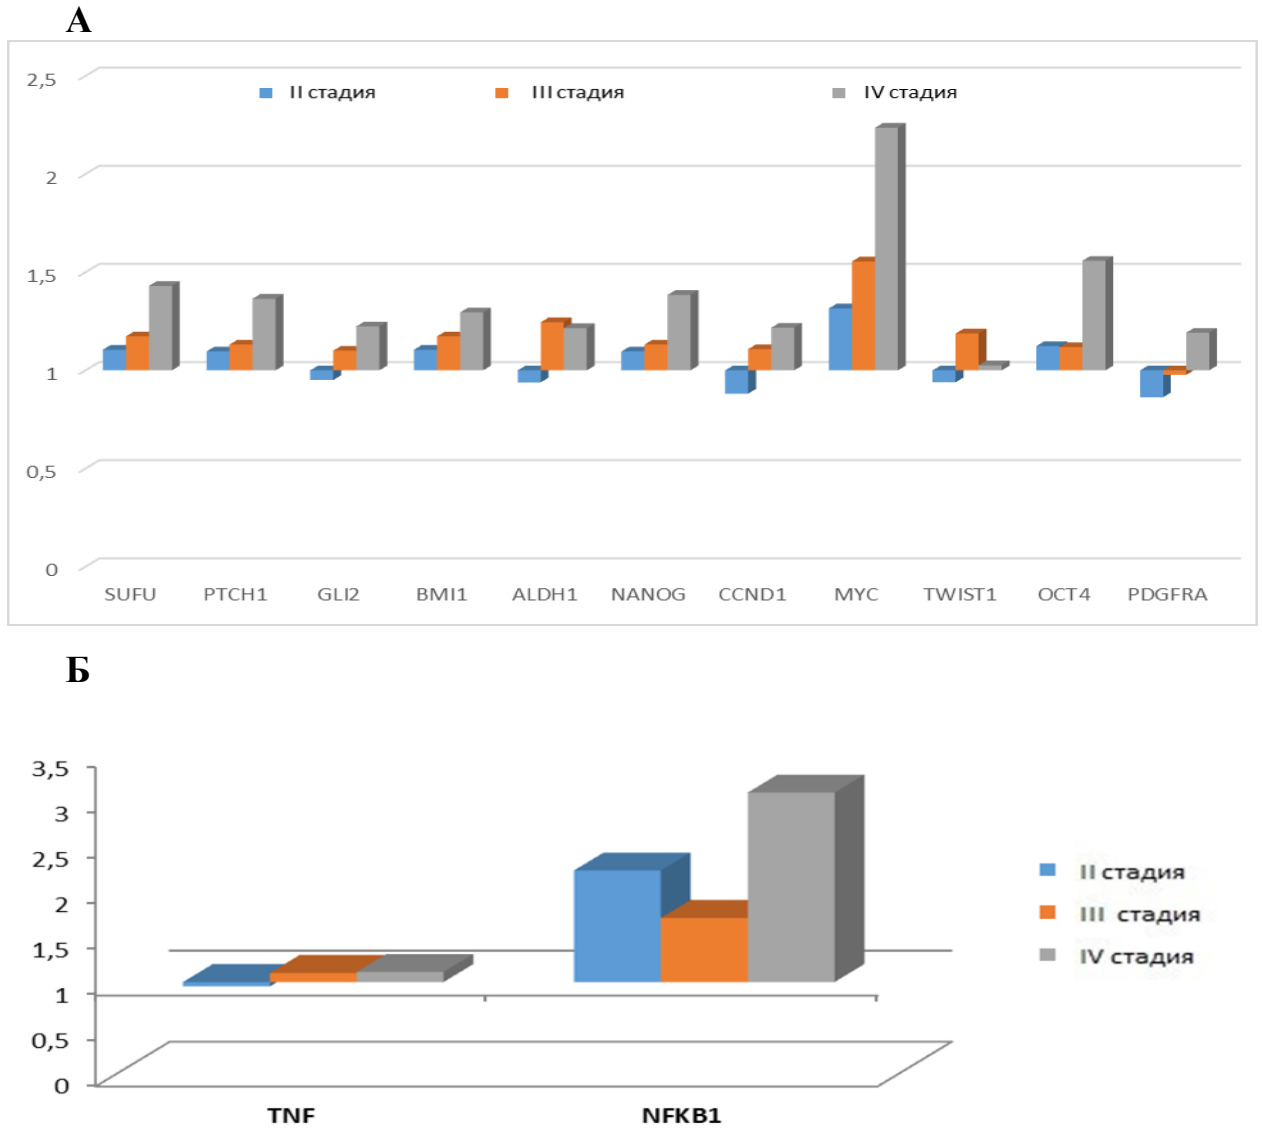 А
2,5
II стадия III стадия IV стадия
2
1,5
1
0,5
0
SUFU PTCH1 GLI2 BMI1 ALDH1 NANOG CCND1 MYC TWIST1 OCT4 PDGFRA
Б
3,5
3
2,5
2
1,5
1
0,5
0
II стадия
III стадия
IV стадия
TNF NFKB1